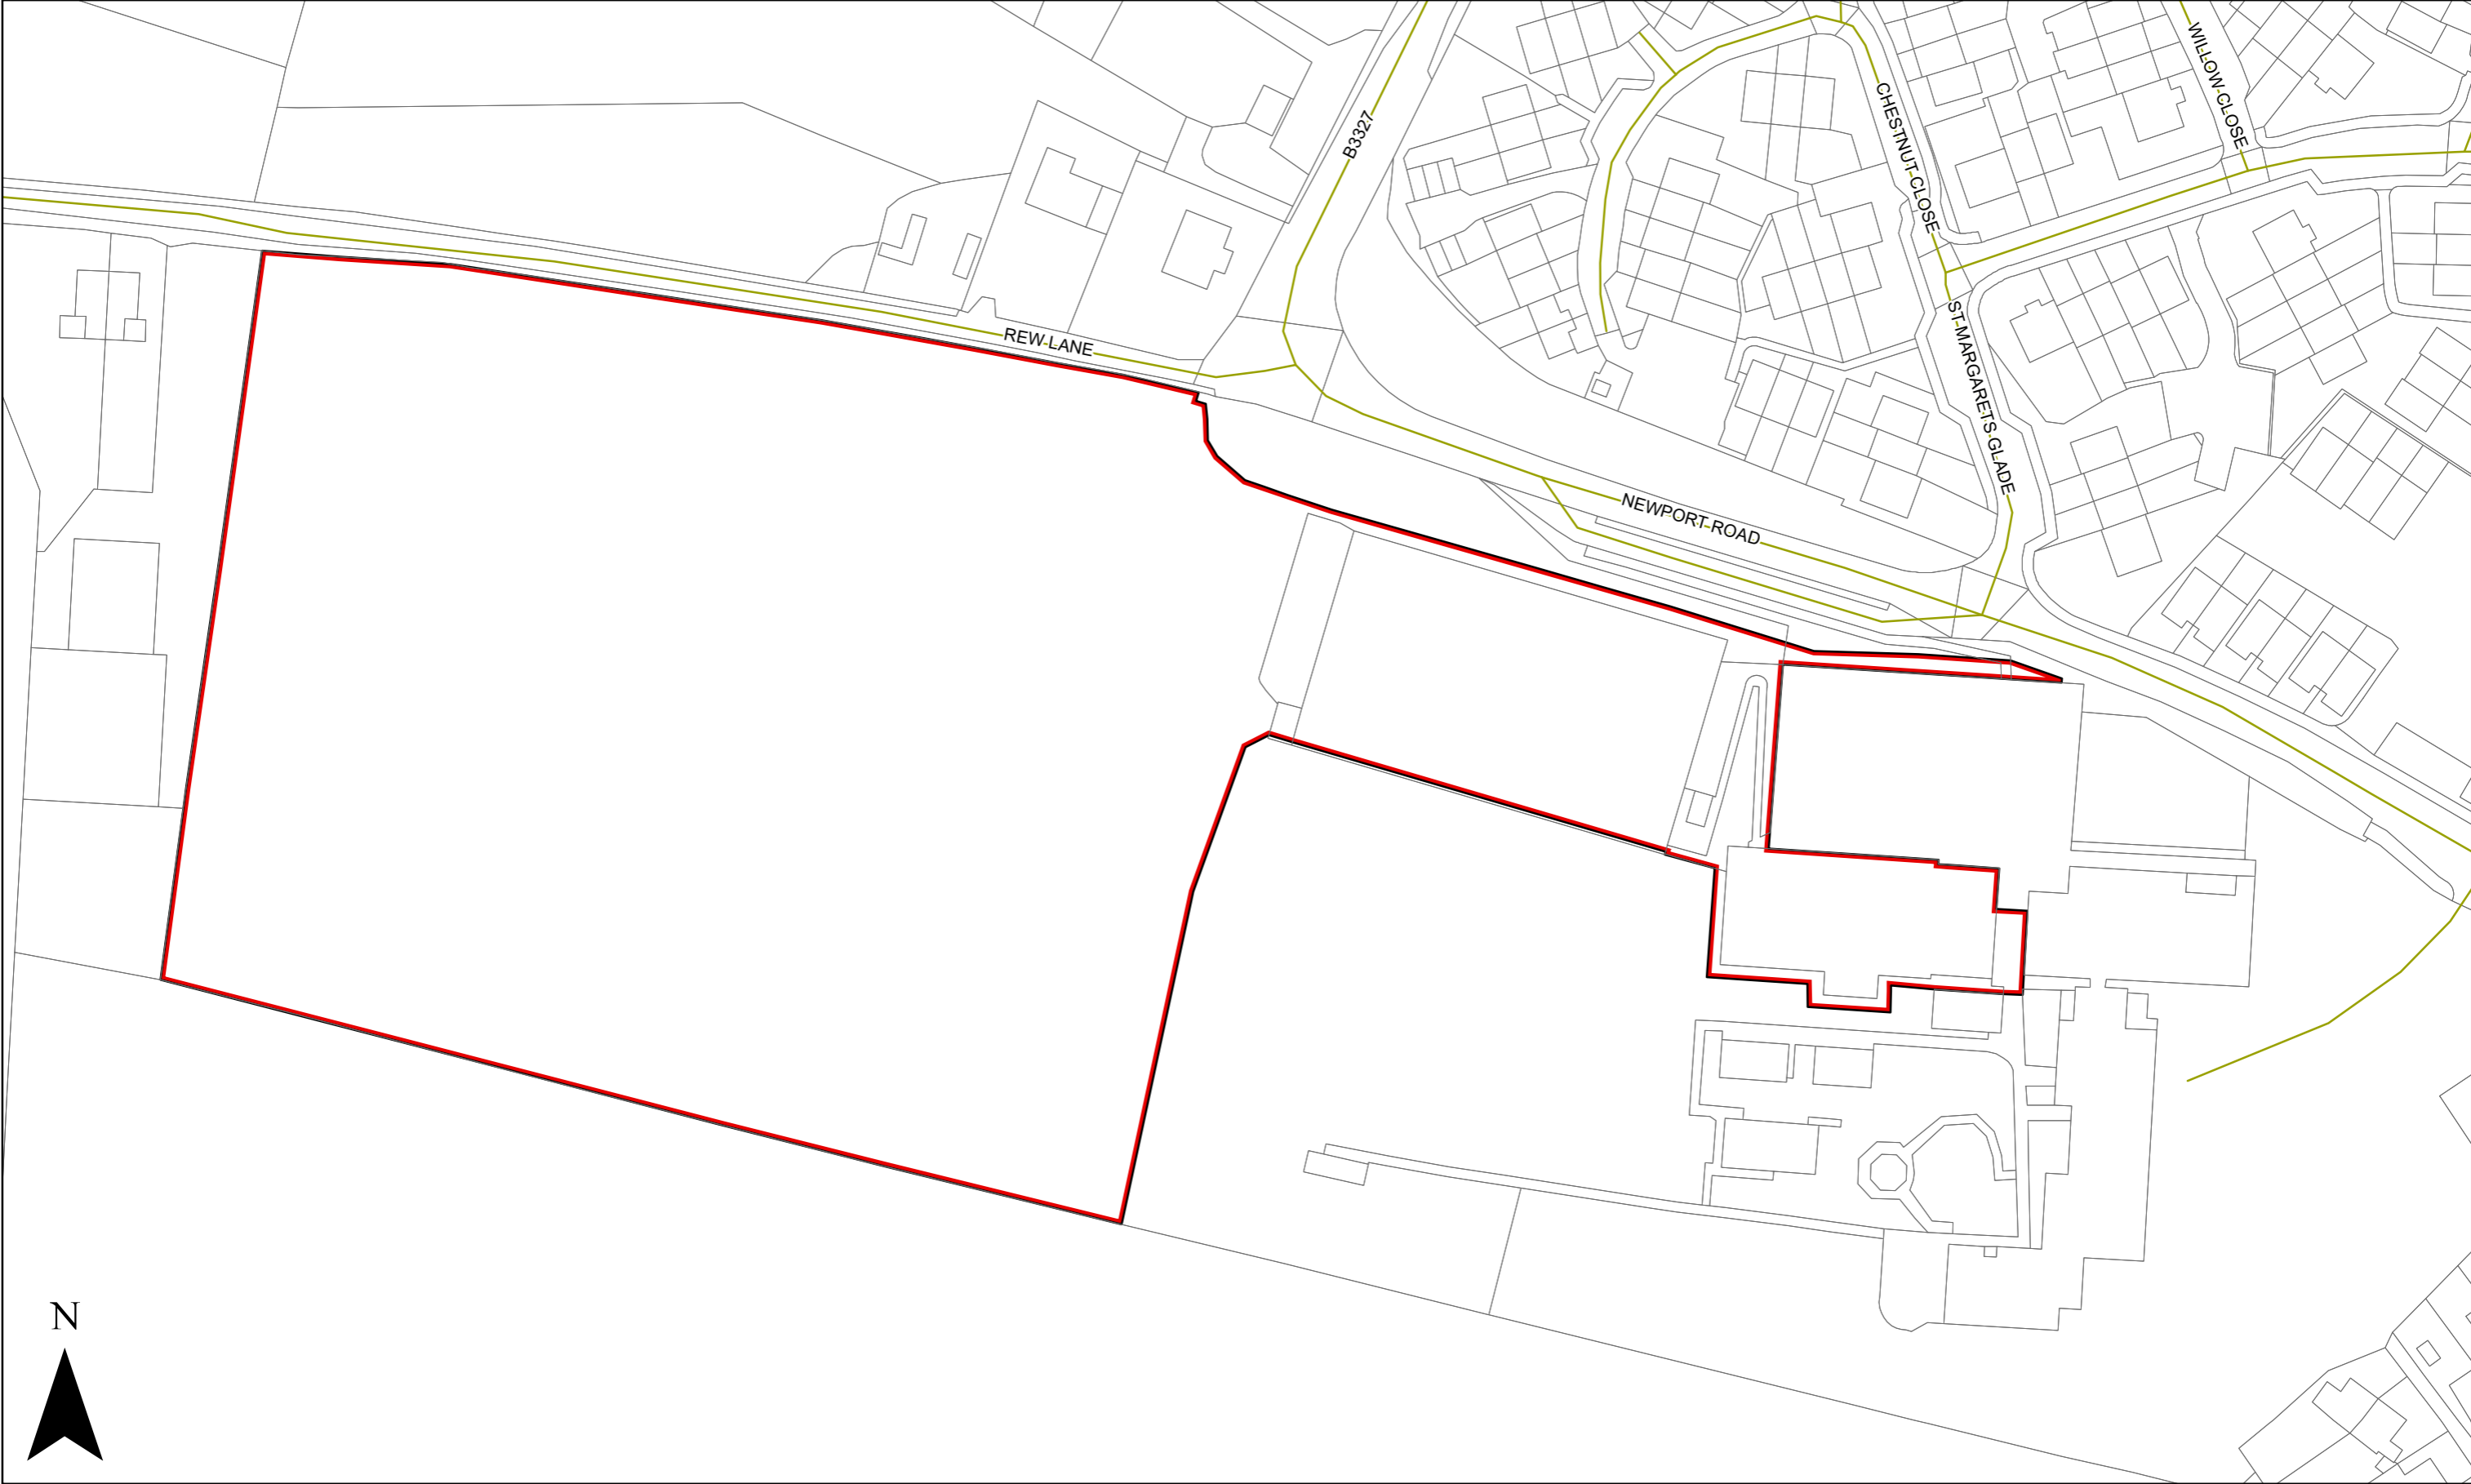 WILLOW CLOSE
CHESTNUT CLOSE
B3327
REW LANE
ST MARGARETS GLADE
NEWPORT ROAD
N